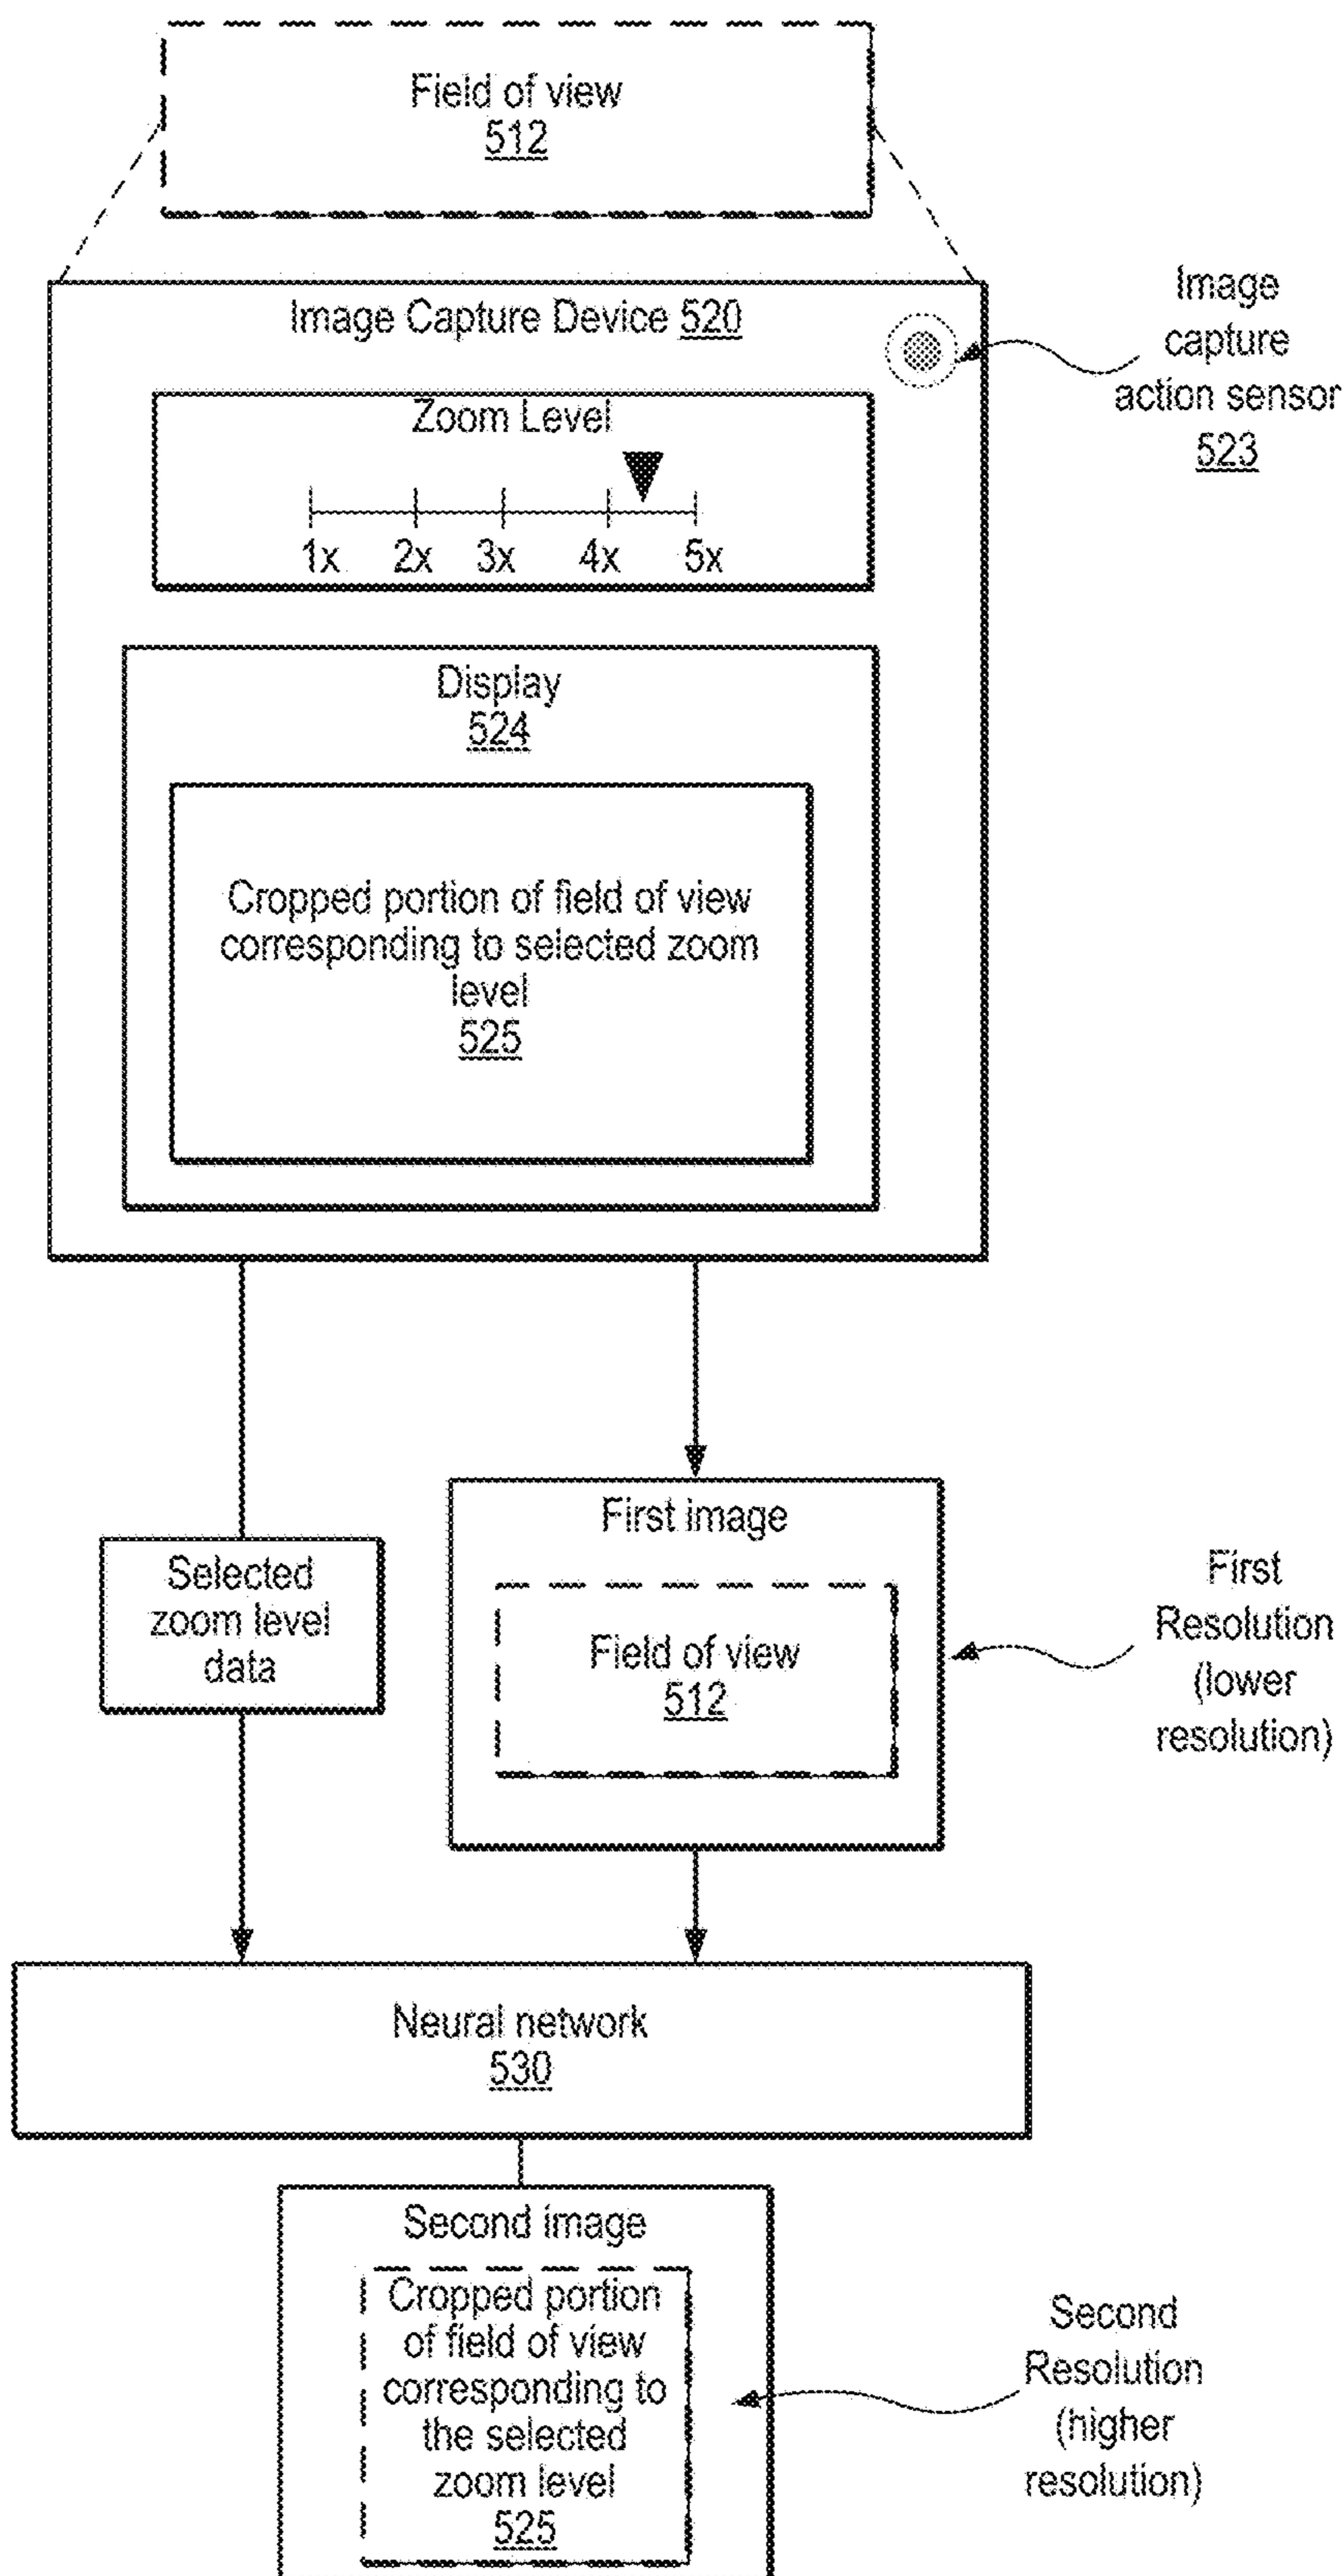 Field of view
512
Image Capture Device 520
Image
capture
action sensor
523
Zoom Level
1x 2x 3x 4x 5x
Display
524
Cropped portion of field of view
corresponding to selected zoom
level
525
Selected
zoom level
data
First image
Field of view
512
First
Resolution
(lower
resolution)
Neural network
530
Second image
Cropped portion
of field of view
corresponding to
the selected
zoom level
525
Second
Resolution
(higher
resolution)